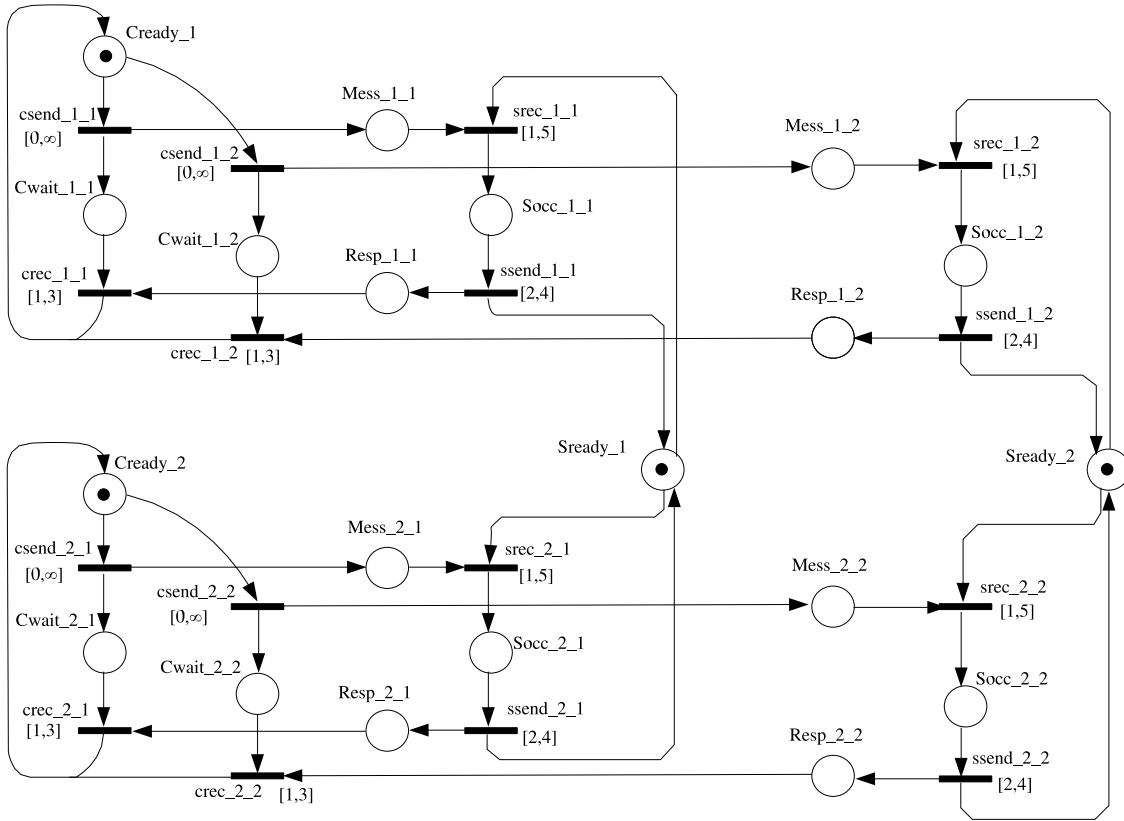 Cready_1
csend_1_1
[0,∞]
Mess_1_1
srec_1_1
[1,5]
Mess_1_2
srec_1_2
[1,5]
csend_1_2
[0,∞]
Cwait_1_1
Socc_1_1
Cwait_1_2
Socc_1_2
crec_1_1
[1,3]
Resp_1_1
ssend_1_1
[2,4]
Resp_1_2
ssend_1_2
[2,4]
crec_1_2 [1,3]
Sready_1
Sready_2
Cready_2
csend_2_1
[0,∞]
Mess_2_1
srec_2_1
[1,5]
csend_2_2
[0,∞]
Mess_2_2
srec_2_2
[1,5]
Cwait_2_1
Socc_2_1
Cwait_2_2
Socc_2_2
crec_2_1
[1,3]
Resp_2_1
ssend_2_1
[2,4]
Resp_2_2
ssend_2_2
[2,4]
crec_2_2 [1,3]